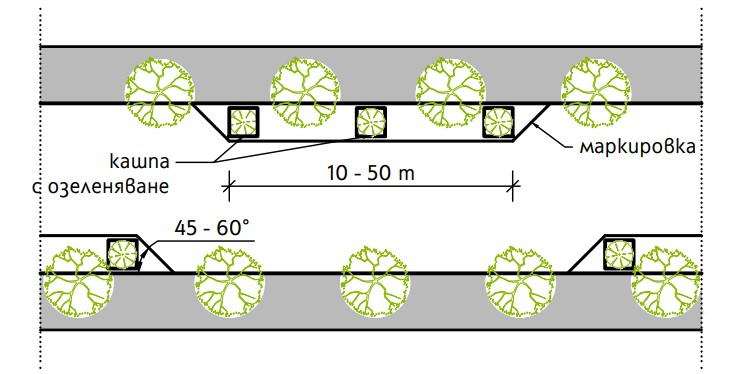 кашпа
с озеленяване
маркировка
10 - 50 m
45 - 60°